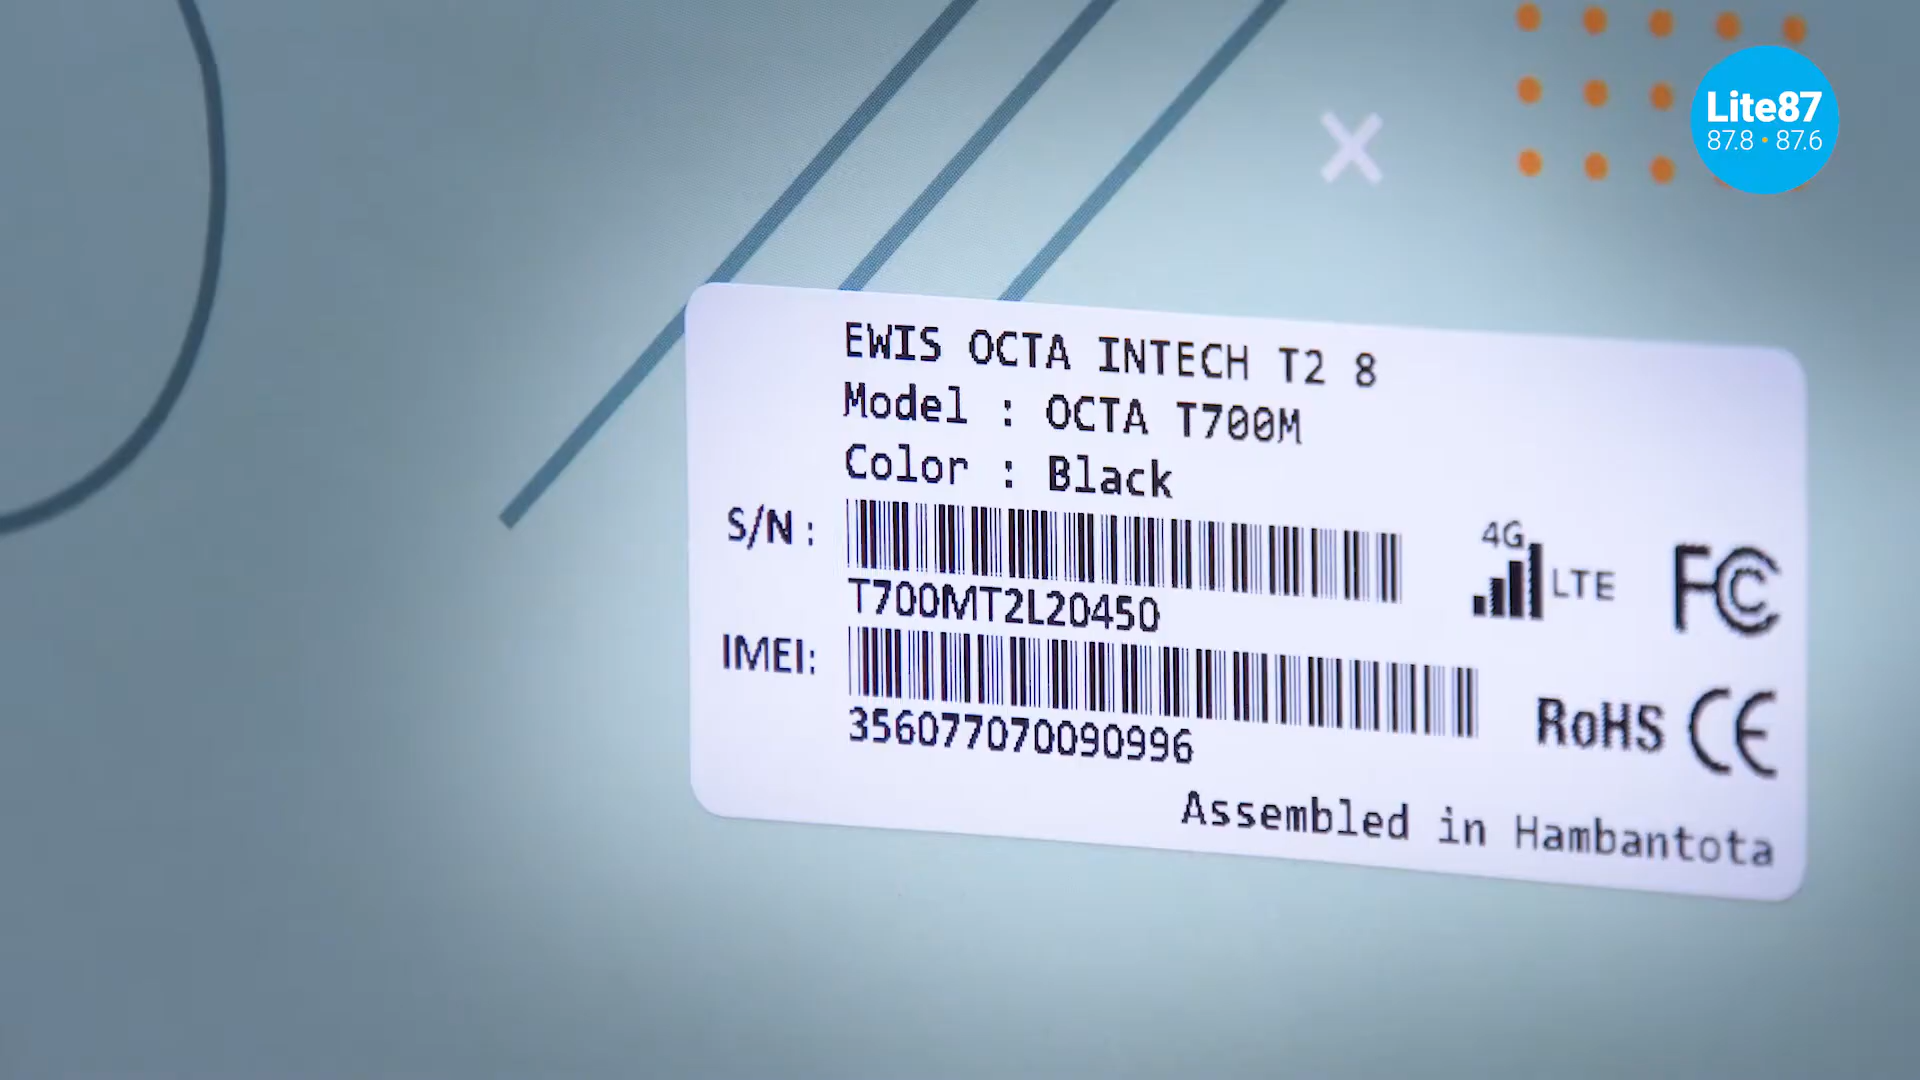 Lite87
87.8 • 87.6
EWIS OCTA INTECH T2 8
Model : OCTA T700M
Color : Black
S/N :
T700MT2L20450
4G LTE
FC
IMEI:
356077070090996
RoHS CE
Assembled in Hambantota